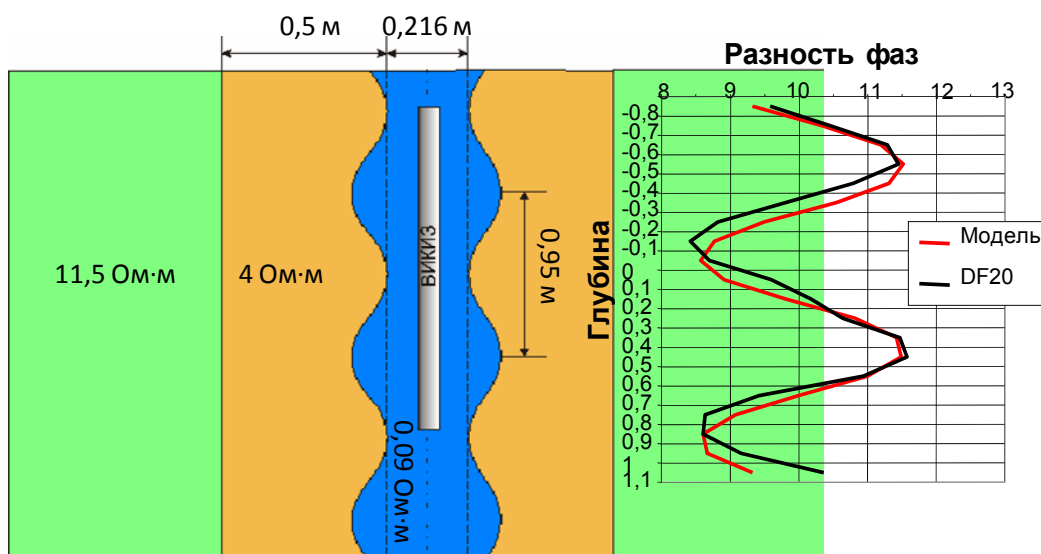 0,5 м
0,216 м
11,5 Ом·м
4 Ом·м
ВИКИЗ
0,95 м
0,09 Ом·м
Разность фаз
8 9 10 11 12 13
Глубина
-0,8
-0,7
-0,6
-0,5
-0,4
-0,3
-0,2
-0,1
0
0,1
0,2
0,3
0,4
0,5
0,6
0,7
0,8
0,9
1
1,1
Модель
DF20